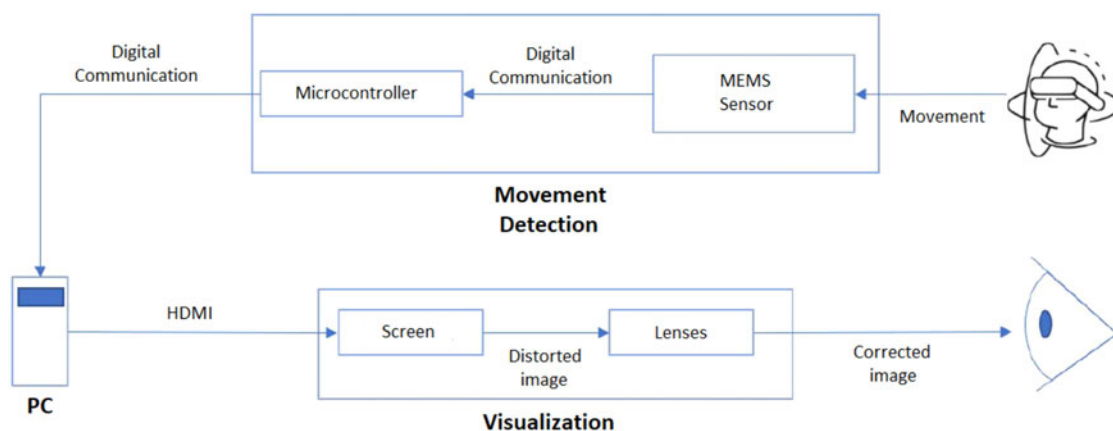 Digital
Communication
Microcontroller
Digital
Communication
MEMS
Sensor
Movement
Movement
Detection
PC
HDMI
Screen
Distorted
image
Lenses
Corrected
image
Visualization